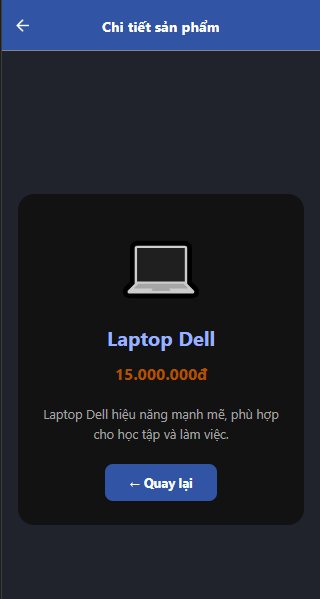 Chi tiết sản phẩm
Laptop Dell
15.000.000đ
Laptop Dell hiệu năng mạnh mẽ, phù hợp
cho học tập và làm việc.
← Quay lại